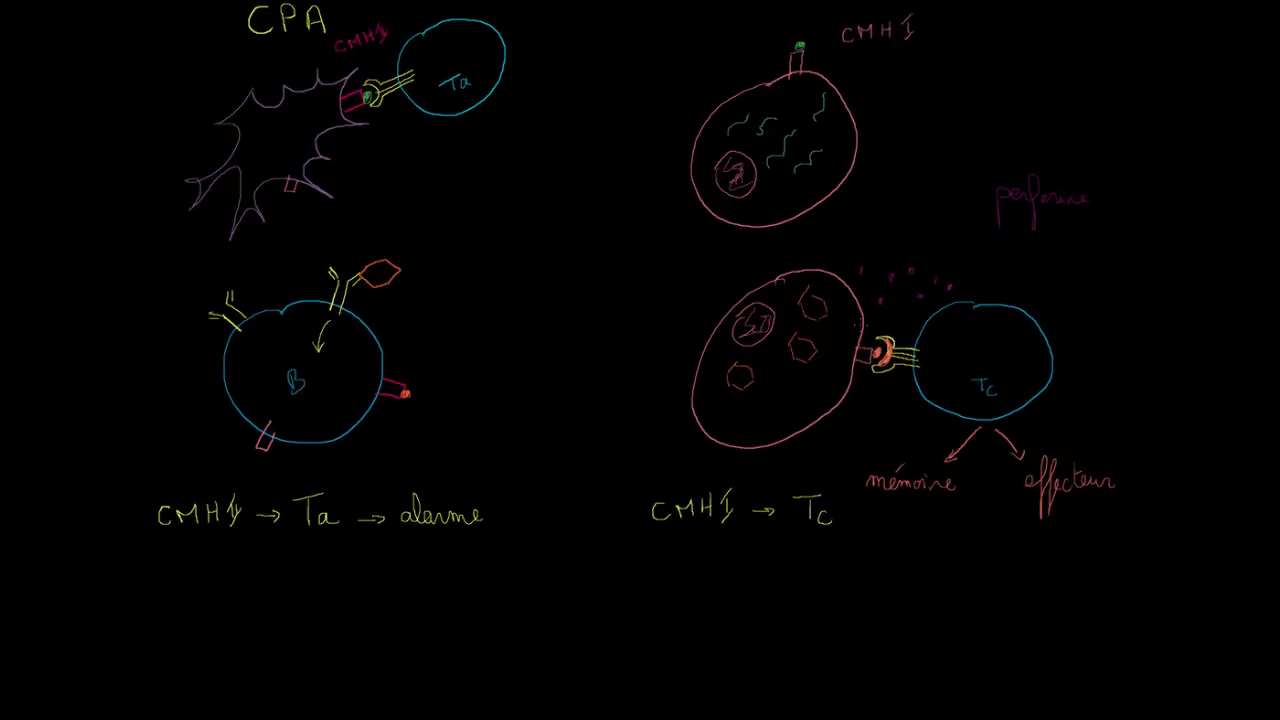 CPA
CMH II
Ta
CMH I
perforine
B
Tc
mémoire
effecteur
CMH II → Ta → alarme
CMH I → Tc